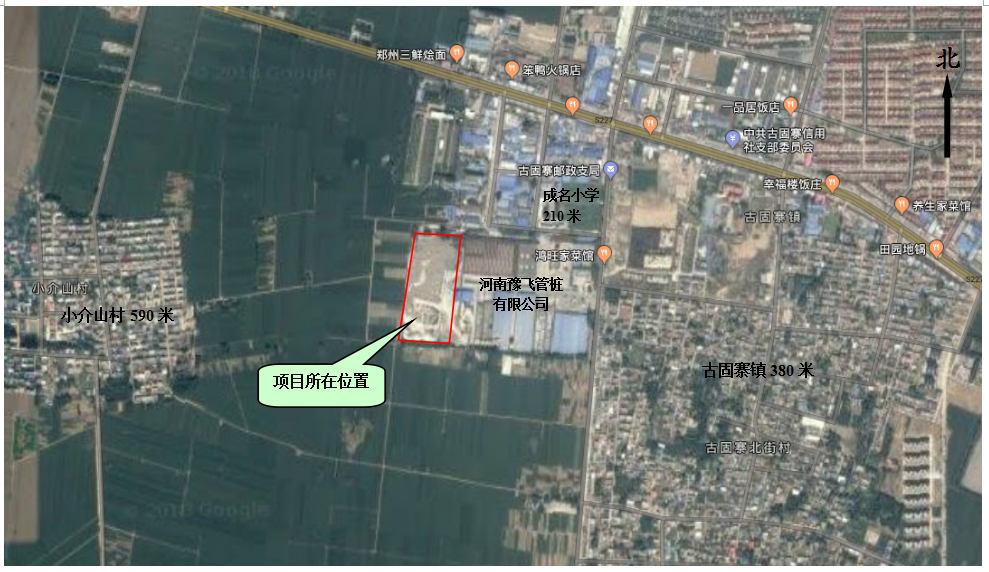 郑州三鲜烩面
笨鸭火锅店
北
一品居饭店
S227
中共古固寨信用
社支部委员会
古固寨邮政支局
成名小学
210 米
幸福楼饭庄
养生家菜馆
古固寨镇
田园地锅
鸿旺家菜馆
河南豫飞管桩
有限公司
小介山村
小介山村 590 米
项目所在位置
古固寨镇 380 米
古固寨北街村
© 2018 Google